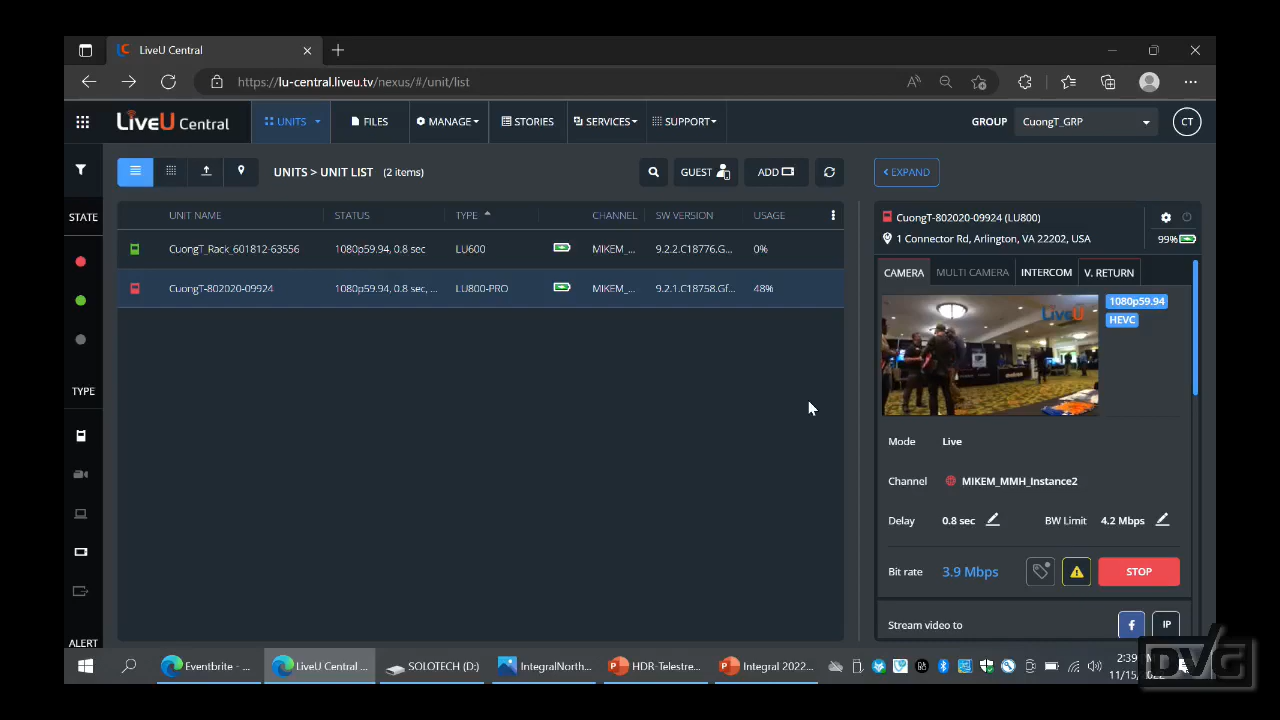 LiveU Central
https://lu-central.liveu.tv/nexus/#/unit/list
LiveU Central
UNITS
FILES
MANAGE
STORIES
SERVICES
SUPPORT
GROUP
CuongT_GRP
CT
UNITS > UNIT LIST (2 items)
GUEST
ADD
EXPAND
STATE
TYPE
ALERT
UNIT NAME STATUS TYPE CHANNEL SW VERSION USAGE
CuongT_Rack_601812-63556 1080p59.94, 0.8 sec LU600 MIKEM_... 9.2.2.C18776.G... 0%
CuongT-802020-09924 1080p59.94, 0.8 sec, ... LU800-PRO MIKEM_... 9.2.1.C18758.Gf... 48%
CuongT-802020-09924 (LU800)
1 Connector Rd, Arlington, VA 22202, USA
99%
CAMERA MULTI CAMERA INTERCOM V. RETURN
LiveU
1080p59.94
HEVC
Mode Live
Channel MIKEM_MMH_Instance2
Delay 0.8 sec BW Limit 4.2 Mbps
Bit rate 3.9 Mbps STOP
Stream video to f IP
Eventbrite - ...
LiveU Central ...
SOLOTECH (D:)
IntegralNorth...
HDR-Telestre...
Integral 2022...
2:39
11/15/2022
DVG